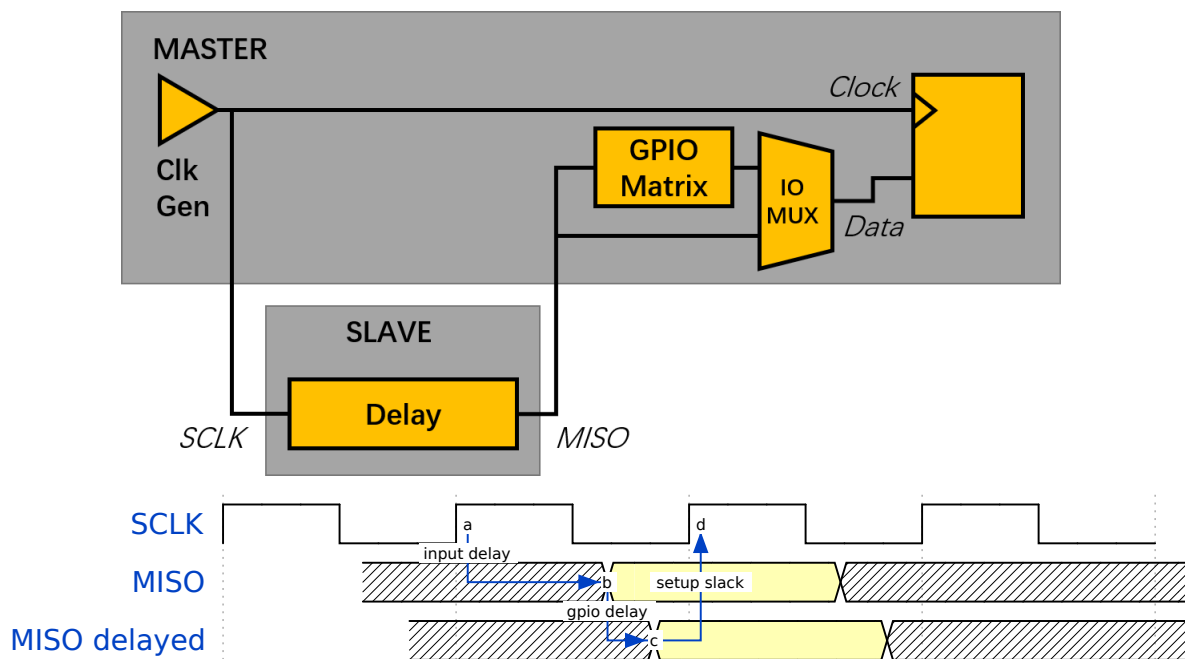 MASTER
Clock
Clk
Gen
GPIO
Matrix
IO
MUX
Data
SLAVE
Delay
SCLK
MISO
SCLK
a
d
input delay
MISO
b
setup slack
gpio delay
MISO delayed
c